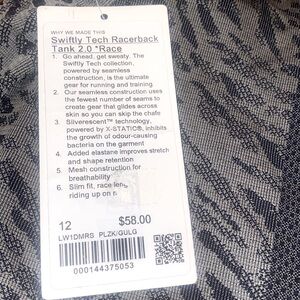 WHY WE MADE THIS
Swiftly Tech Racerback
Tank 2.0 *Race
1. Go ahead, get sweaty. The
Swiftly Tech collection,
powered by seamless
construction, is the ultimate
gear for running and training
2. Our seamless construction uses
the fewest number of seams to
create gear that glides across
skin so you can skip the chafe
3. Silverescent™ technology,
powered by X-STATIC®, inhibits
the growth of odour-causing
bacteria on the garment
4. Added elastane improves stretch
and shape retention
5. Mesh construction for
breathability
6. Slim fit, race
riding up on
12 $58.00
LW1DMRS PLZK/GULG
000144375053